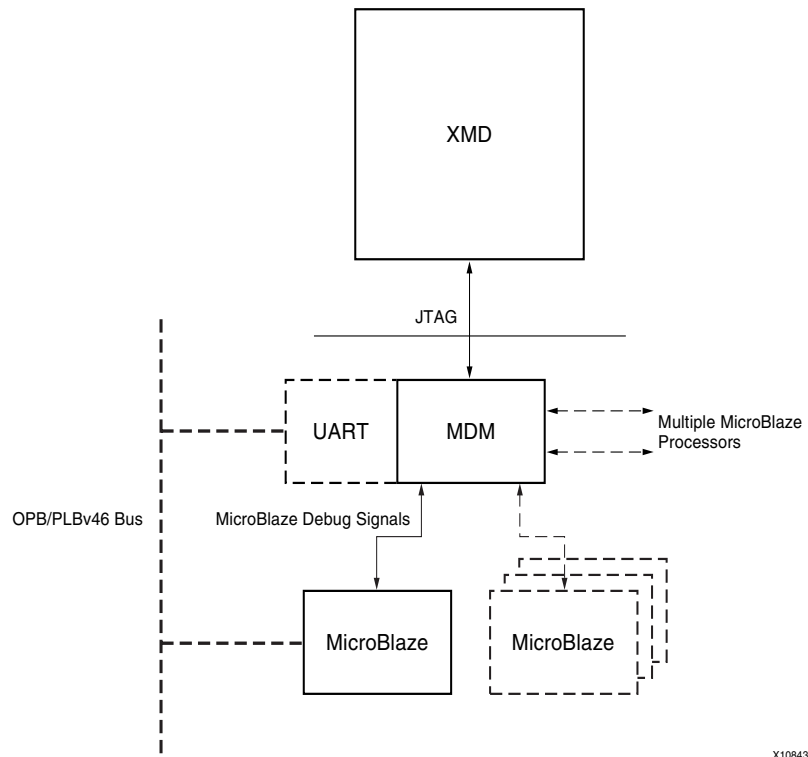 XMD
JTAG
UART
MDM
Multiple MicroBlaze
Processors
OPB/PLBv46 Bus
MicroBlaze Debug Signals
MicroBlaze
MicroBlaze
X10843